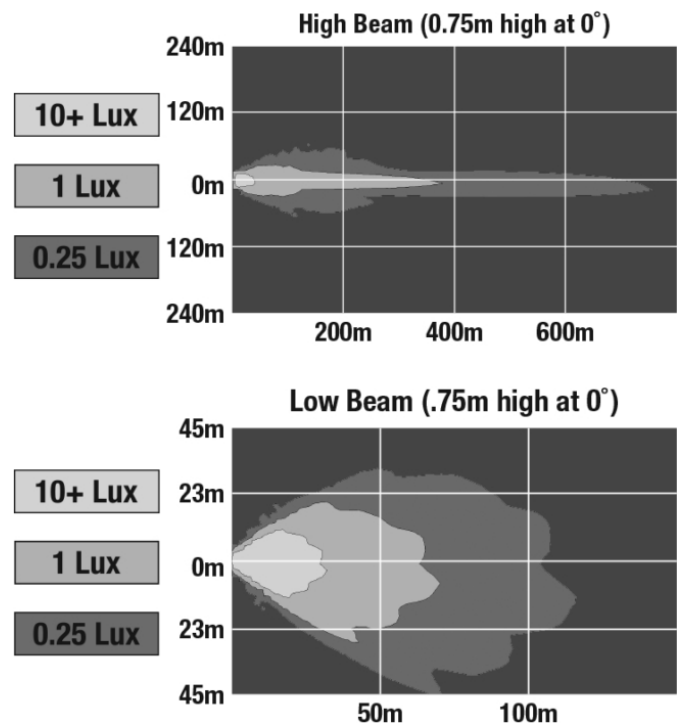 High Beam (0.75m high at 0˚)
240m
10+ Lux
120m
1 Lux
0m
0.25 Lux
120m
240m
200m 400m 600m
Low Beam (.75m high at 0˚)
45m
10+ Lux
23m
1 Lux
0m
0.25 Lux
23m
45m
50m 100m